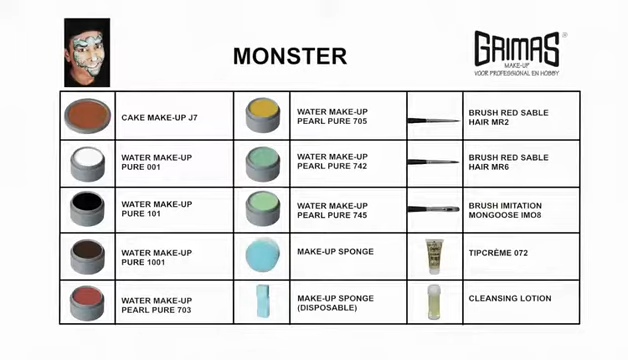 MONSTER
GRIMAS®
MAKE-UP
VOOR PROFESSIONAL EN HOBBY
CAKE MAKE-UP J7
WATER MAKE-UP
PEARL PURE 705
BRUSH RED SABLE
HAIR MR2
WATER MAKE-UP
PURE 001
WATER MAKE-UP
PEARL PURE 742
BRUSH RED SABLE
HAIR MR6
WATER MAKE-UP
PURE 101
WATER MAKE-UP
PEARL PURE 745
BRUSH IMITATION
MONGOOSE IMO8
WATER MAKE-UP
PURE 1001
MAKE-UP SPONGE
TIPCRÈME 072
WATER MAKE-UP
PEARL PURE 703
MAKE-UP SPONGE
(DISPOSABLE)
CLEANSING LOTION